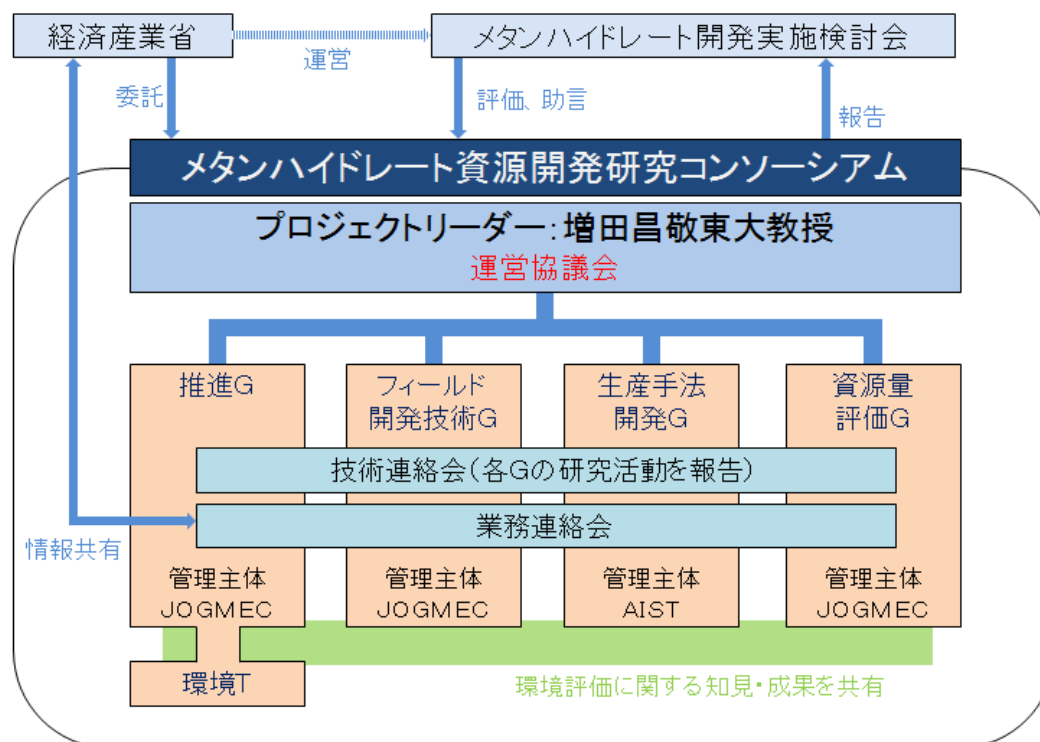 経済産業省
メタンハイドレート開発実施検討会
運営
委託
評価、助言
報告
メタンハイドレート資源開発研究コンソーシアム
プロジェクトリーダー：増田昌敬東大教授
運営協議会
推進G
フィールド
開発技術G
生産手法
開発G
資源量
評価G
技術連絡会(各Gの研究活動を報告)
業務連絡会
情報共有
管理主体
JOGMEC
管理主体
JOGMEC
管理主体
AIST
管理主体
JOGMEC
環境T
環境評価に関する知見・成果を共有